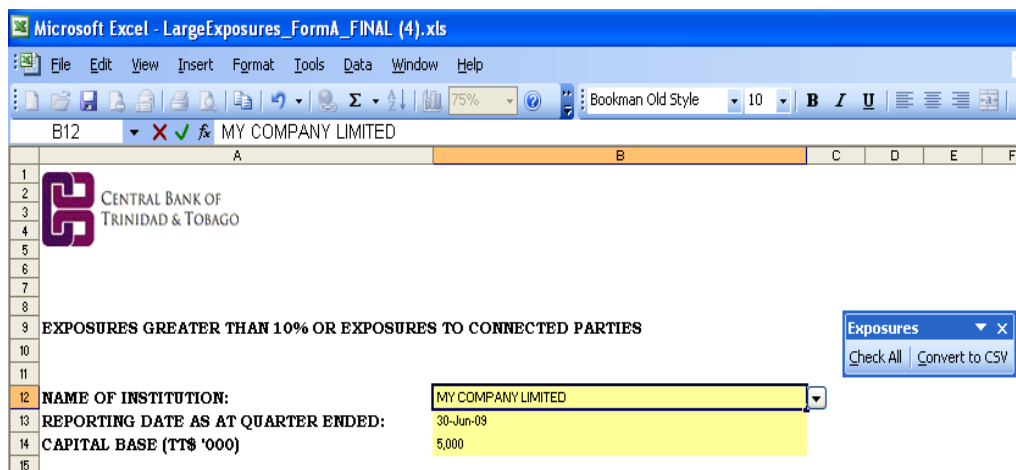 Microsoft Excel - LargeExposures_FormA_FINAL (4).xls
File Edit View Insert Format Tools Data Window Help
75% Bookman Old Style 10 B I U
B12 fx MY COMPANY LIMITED
A B C D E F
1
2
CENTRAL BANK OF
3
TRINIDAD & TOBAGO
4
5
6
7
8
9 EXPOSURES GREATER THAN 10% OR EXPOSURES TO CONNECTED PARTIES
Exposures
10
Check All Convert to CSV
11
12 NAME OF INSTITUTION: MY COMPANY LIMITED
13 REPORTING DATE AS AT QUARTER ENDED: 30-Jun-09
14 CAPITAL BASE (TT$ '000) 5,000
15